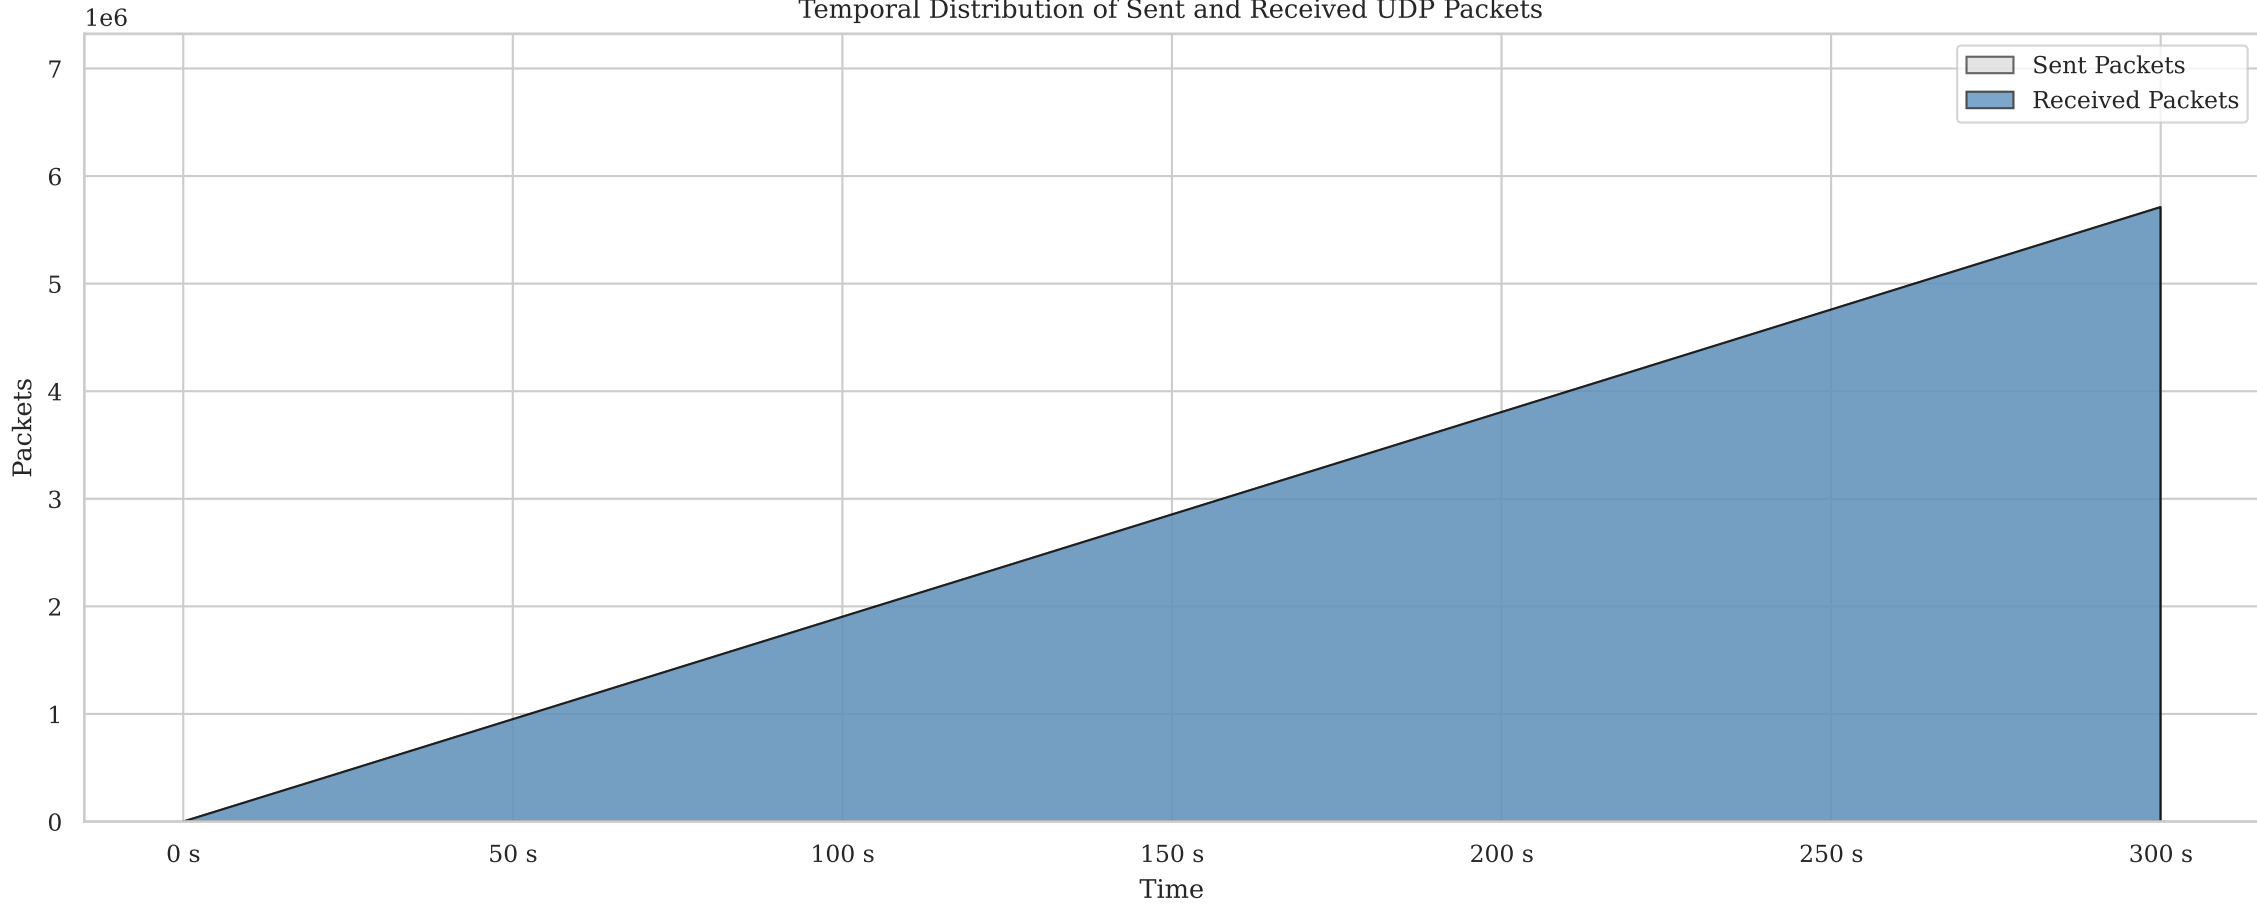 Temporal Distribution of Sent and Received UDP Packets
1e6
Sent Packets
Received Packets
7
6
5
4
3
2
1
0
Packets
0 s
50 s
100 s
150 s
200 s
250 s
300 s
Time